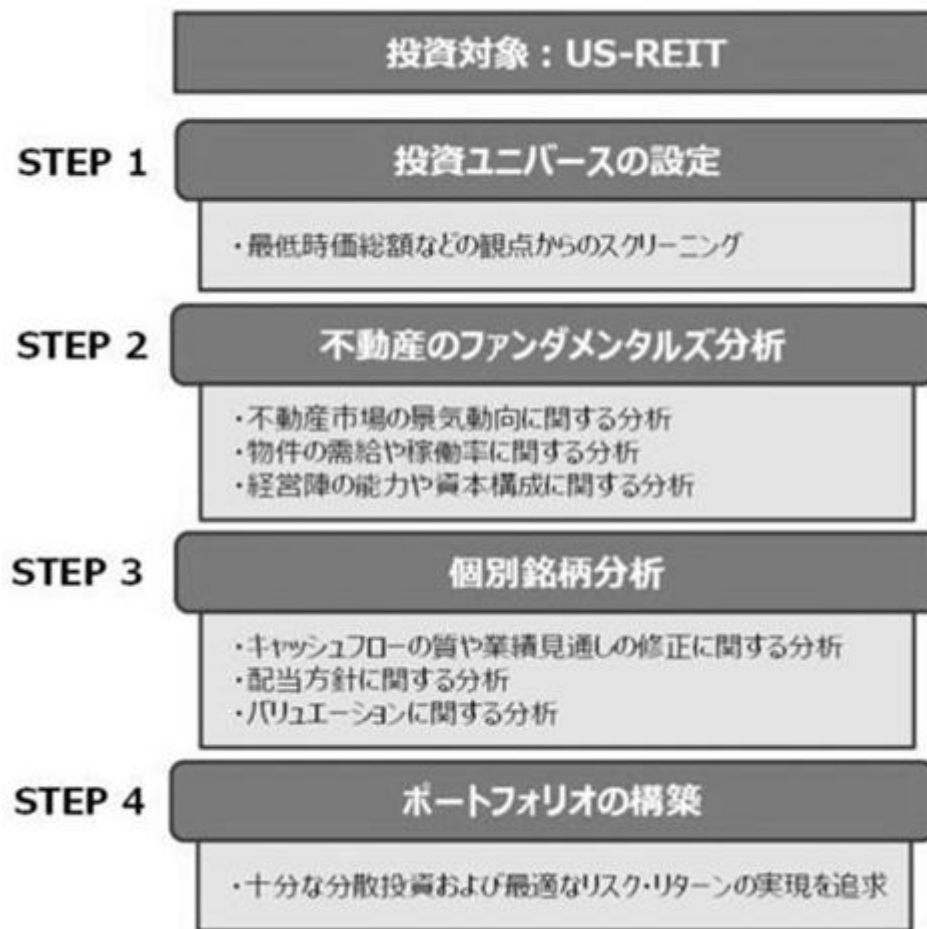 投資対象：US-REIT
STEP 1
投資ユニバースの設定
・最低時価総額などの観点からのスクリーニング
STEP 2
不動産のファンダメンタルズ分析
・不動産市場の景気動向に関する分析
・物件の需給や稼働率に関する分析
・経営陣の能力や資本構成に関する分析
STEP 3
個別銘柄分析
・キャッシュフローの質や業績見通しの修正に関する分析
・配当方針に関する分析
・バリュエーションに関する分析
STEP 4
ポートフォリオの構築
・十分な分散投資および最適なリスク・リターンの実現を追求